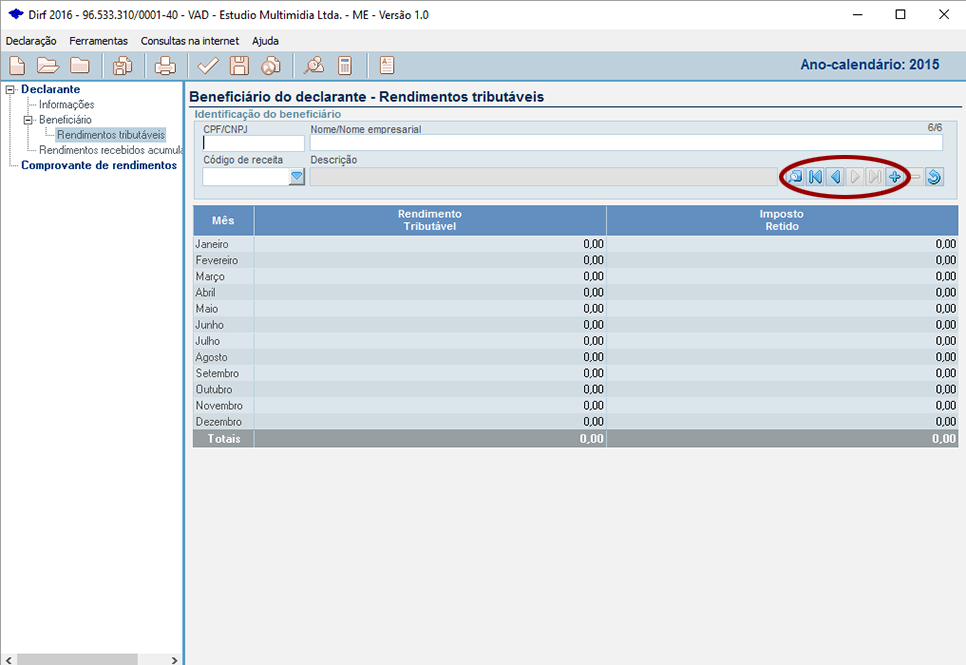 Dirf 2016 - 96.533.310/0001-40 - VAD - Estudio Multimidia Ltda. - ME - Versão 1.0
Declaração Ferramentas Consultas na internet Ajuda
Ano-calendário: 2015
Declarante
Informações
Beneficiário
Rendimentos tributáveis
Rendimentos recebidos acumula
Comprovante de rendimentos
Beneficiário do declarante - Rendimentos tributáveis
Identificação do beneficiário
CPF/CNPJ Nome/Nome empresarial 6/6
Código de receita Descrição
Mês Rendimento Tributável Imposto Retido
Janeiro 0,00 0,00
Fevereiro 0,00 0,00
Março 0,00 0,00
Abril 0,00 0,00
Maio 0,00 0,00
Junho 0,00 0,00
Julho 0,00 0,00
Agosto 0,00 0,00
Setembro 0,00 0,00
Outubro 0,00 0,00
Novembro 0,00 0,00
Dezembro 0,00 0,00
Totais 0,00 0,00